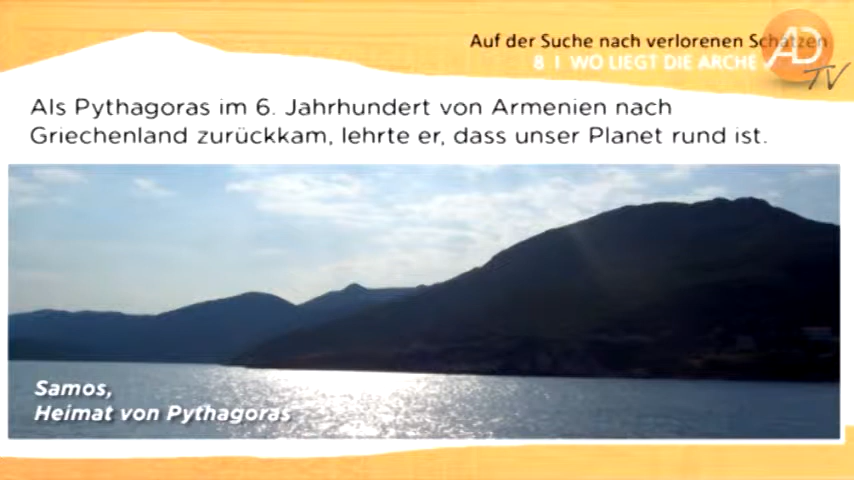 Auf der Suche nach verlorenen Schätzen
8 | WO LIEGT DIE ARCHE
AD
TV
Als Pythagoras im 6. Jahrhundert von Armenien nach
Griechenland zurückkam, lehrte er, dass unser Planet rund ist.
Samos,
Heimat von Pythagoras